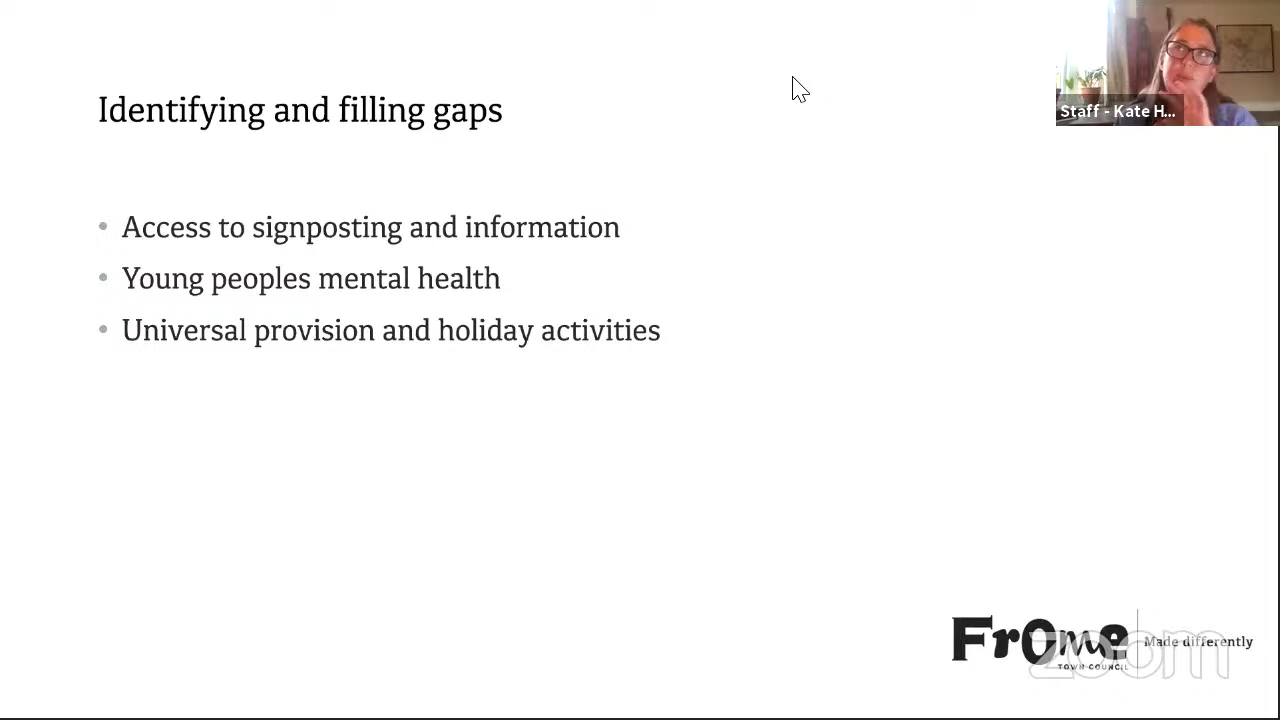 Identifying and filling gaps
Staff - Kate H...
• Access to signposting and information
• Young peoples mental health
• Universal provision and holiday activities
Frome
TOWN COUNCIL
Made differently
zoom